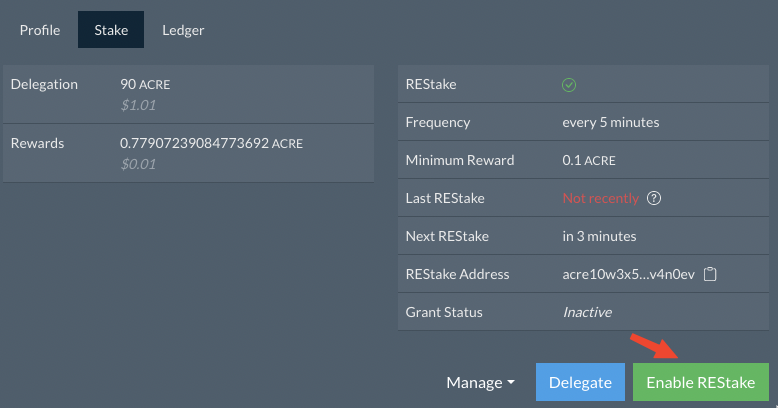 Profile Stake Ledger
Delegation 90 ACRE
$1.01
Rewards 0.77907239084773692 ACRE
$0.01
REStake
Frequency every 5 minutes
Minimum Reward 0.1 ACRE
Last REStake Not recently ?
Next REStake in 3 minutes
REStake Address acre10w3x5...v4n0ev
Grant Status Inactive
Manage Delegate Enable REStake